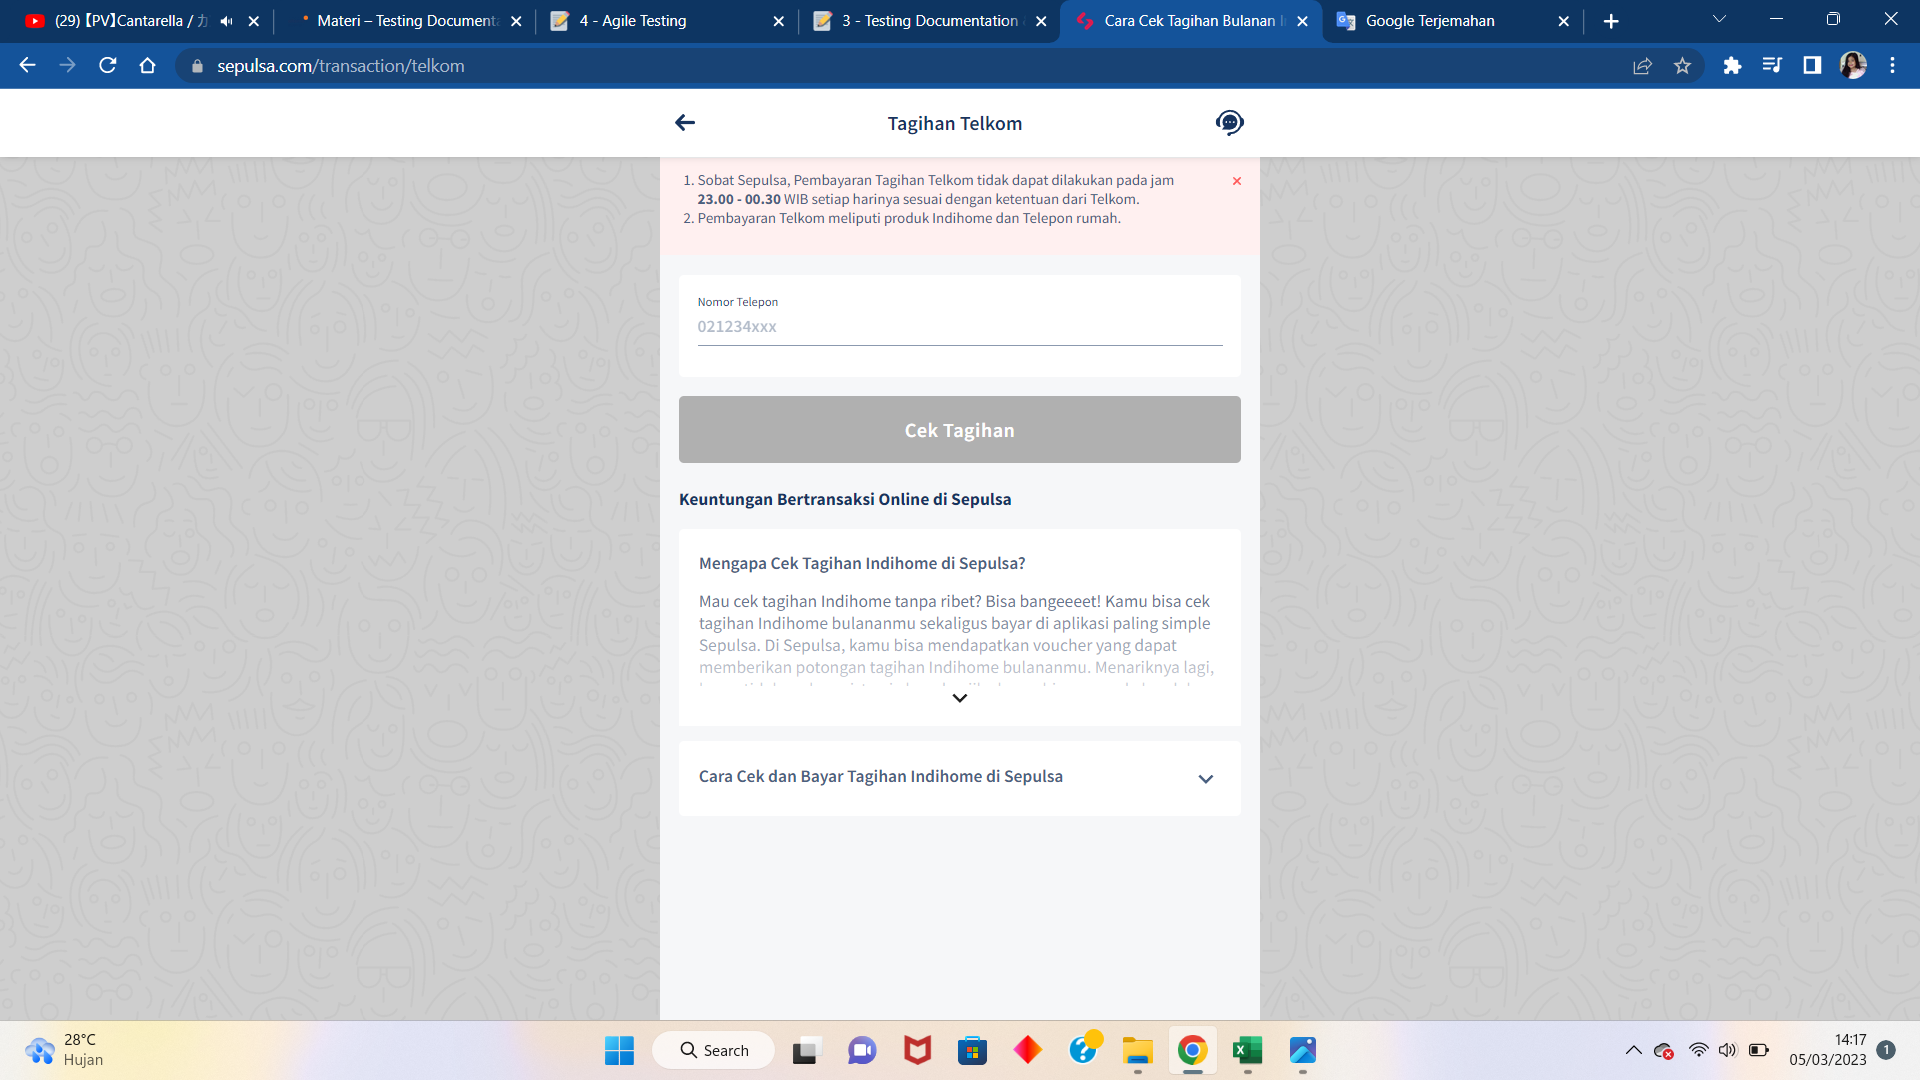 (29)【PV】Cantarella /
Materi – Testing Documenta
4 - Agile Testing
3 - Testing Documentation
Cara Cek Tagihan Bulanan
Google Terjemahan
sepulsa.com/transaction/telkom
Tagihan Telkom
1. Sobat Sepulsa, Pembayaran Tagihan Telkom tidak dapat dilakukan pada jam
23.00 - 00.30 WIB setiap harinya sesuai dengan ketentuan dari Telkom.
2. Pembayaran Telkom meliputi produk Indihome dan Telepon rumah.
Nomor Telepon
021234xxx
Cek Tagihan
Keuntungan Bertransaksi Online di Sepulsa
Mengapa Cek Tagihan Indihome di Sepulsa?
Mau cek tagihan Indihome tanpa ribet? Bisa bangeeeet! Kamu bisa cek
tagihan Indihome bulananmu sekaligus bayar di aplikasi paling simple
Sepulsa. Di Sepulsa, kamu bisa mendapatkan voucher yang dapat
memberikan potongan tagihan Indihome bulananmu. Menariknya lagi,
Cara Cek dan Bayar Tagihan Indihome di Sepulsa
28°C
Hujan
Search
14:17
05/03/2023
1